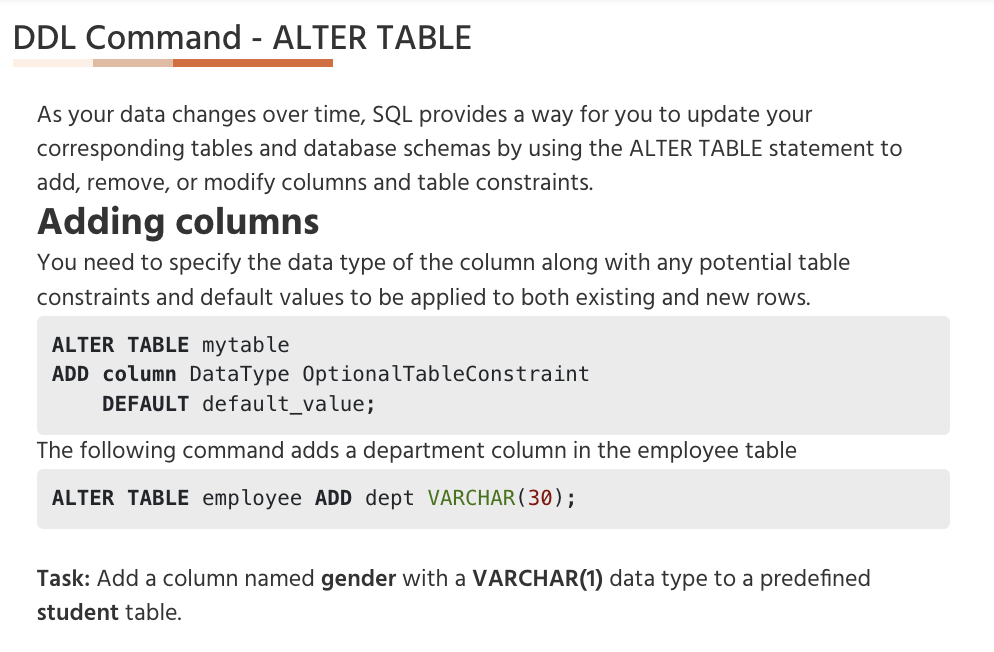 DDL Command - ALTER TABLE
As your data changes over time, SQL provides a way for you to update your
corresponding tables and database schemas by using the ALTER TABLE statement to
add, remove, or modify columns and table constraints.
Adding columns
You need to specify the data type of the column along with any potential table
constraints and default values to be applied to both existing and new rows.
ALTER TABLE mytable
ADD column DataType OptionalTableConstraint
    DEFAULT default_value;
The following command adds a department column in the employee table
ALTER TABLE employee ADD dept VARCHAR(30);
Task: Add a column named gender with a VARCHAR(1) data type to a predefined
student table.